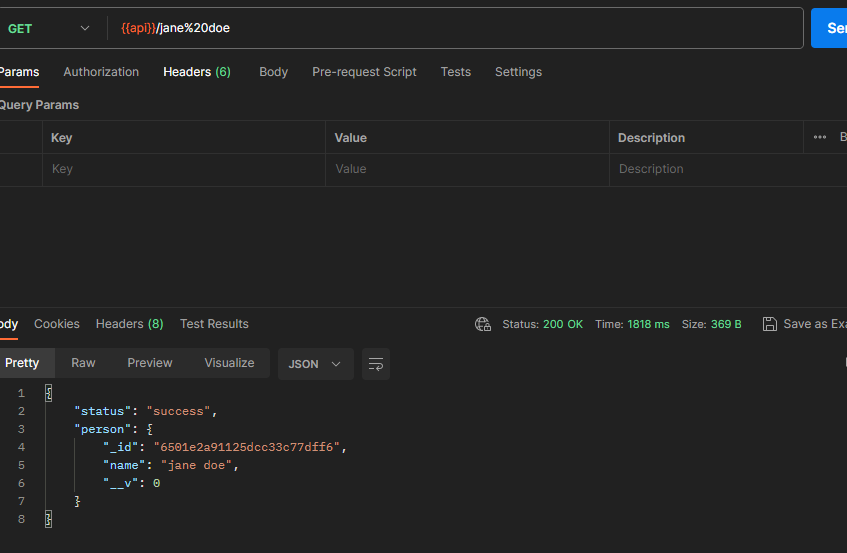 GET {{api}}/jane%20doe
Params Authorization Headers (6) Body Pre-request Script Tests Settings
Query Params
Key Value Description ••• B
Key Value Description
Cookies Headers (8) Test Results Status: 200 OK Time: 1818 ms Size: 369 B Save as Exa
Pretty Raw Preview Visualize JSON
1 {
2 "status": "success",
3 "person": {
4 "_id": "6501e2a91125dcc33c77dff6",
5 "name": "jane doe",
6 "__v": 0
7 }
8 }